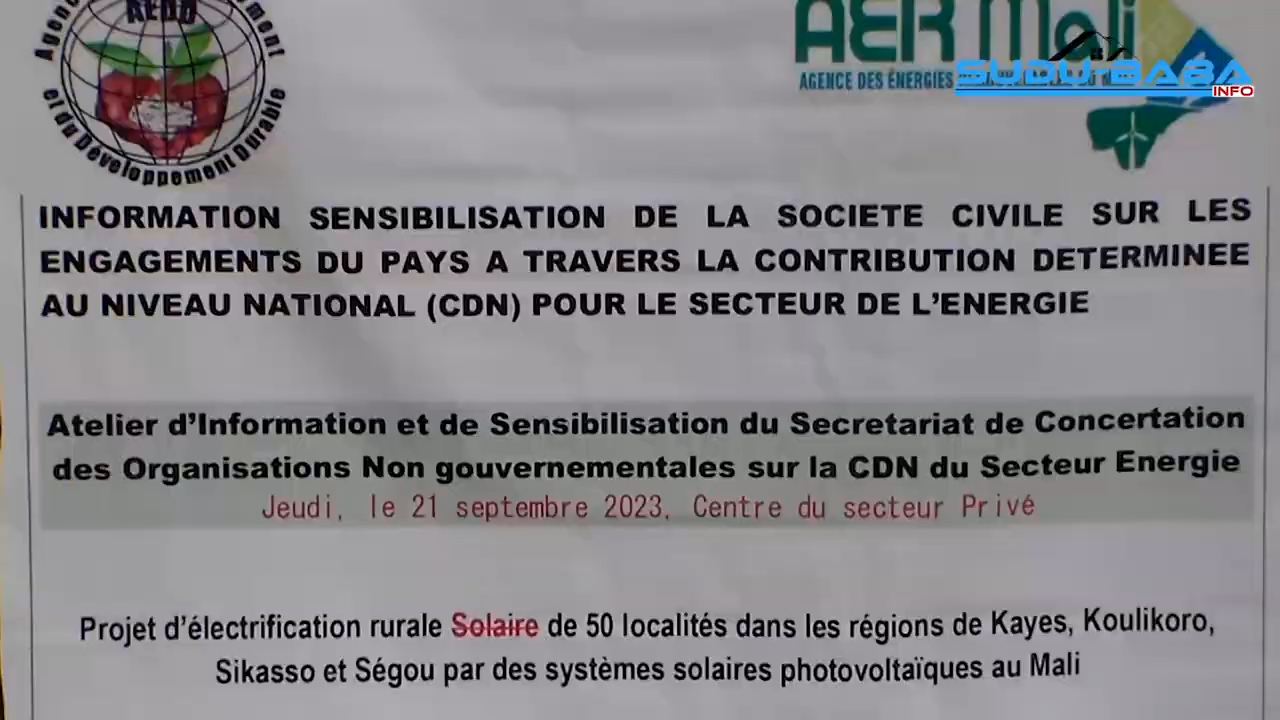 AEDD
et du Développement Durable
AER Mali
AGENCE DES ÉNERGIES
SUDU-BABA
INFO
INFORMATION SENSIBILISATION DE LA SOCIETE CIVILE SUR LES
ENGAGEMENTS DU PAYS A TRAVERS LA CONTRIBUTION DETERMINEE
AU NIVEAU NATIONAL (CDN) POUR LE SECTEUR DE L'ENERGIE
Atelier d'Information et de Sensibilisation du Secretariat de Concertation
des Organisations Non gouvernementales sur la CDN du Secteur Energie
Jeudi, le 21 septembre 2023, Centre du secteur Privé
Projet d'électrification rurale Solaire de 50 localités dans les régions de Kayes, Koulikoro,
Sikasso et Ségou par des systèmes solaires photovoltaïques au Mali